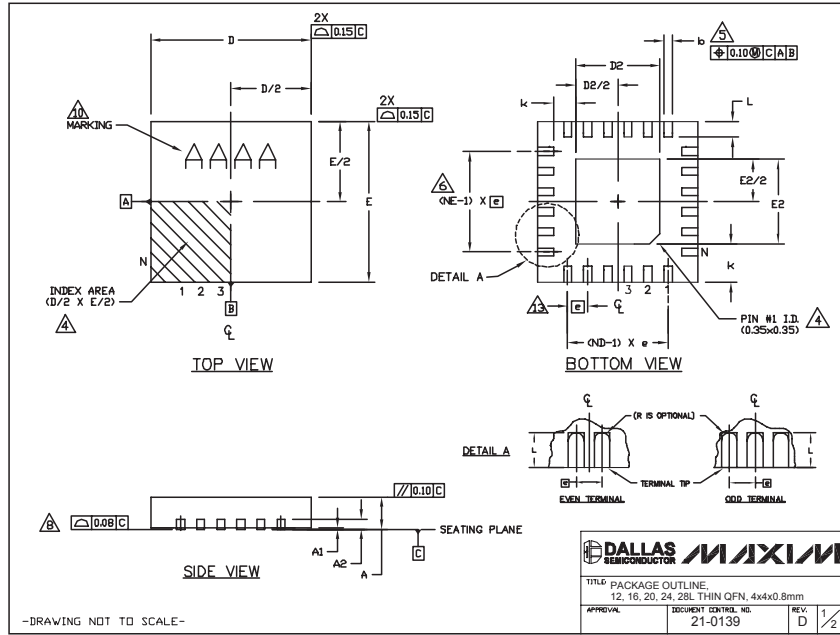 2X
D
0.15 C
D/2
2X
0.15 C
10
MARKING
E/2
E
A
N
INDEX AREA
(D/2 X E/2)
4
1 2 3
B
CL
TOP VIEW
5
b
0.10 M C A B
D2
D2/2
k
L
6
(NE-1) X e
E2/2
E2
N
k
DETAIL A
13
e
CL
3 2 1
(ND-1) X e
PIN #1 I.D.
(0.35x0.35)
4
BOTTOM VIEW
CL
CL
(R IS OPTIONAL)
DETAIL A
L
L
e
TERMINAL TIP
e
EVEN TERMINAL
ODD TERMINAL
// 0.10 C
8
0.08 C
SEATING PLANE
A1
A2
A
C
SIDE VIEW
DALLAS
SEMICONDUCTOR
MAXIM
TITLE:
PACKAGE OUTLINE,
12, 16, 20, 24, 28L THIN QFN, 4x4x0.8mm
APPROVAL
DOCUMENT CONTROL NO.
21-0139
REV.
D
1/2
-DRAWING NOT TO SCALE-